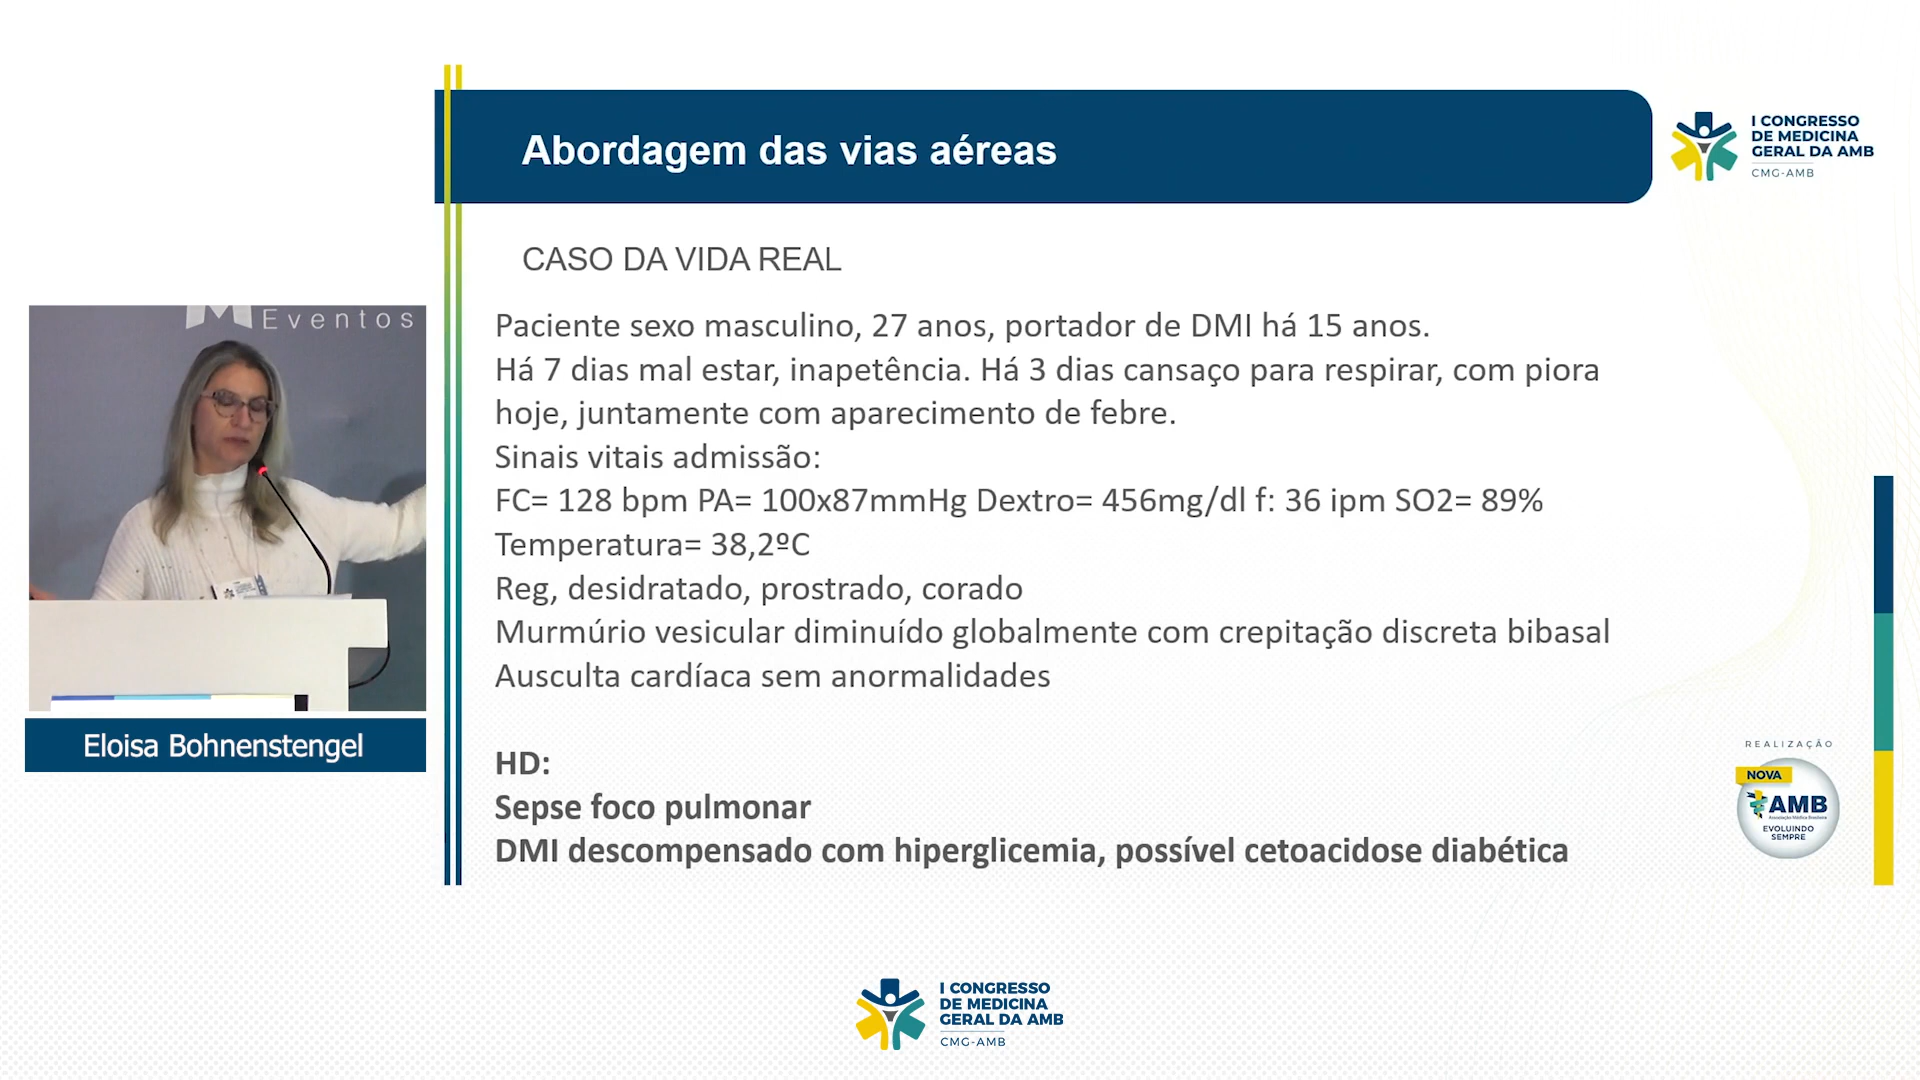 Abordagem das vias aéreas
I CONGRESSO
DE MEDICINA
GERAL DA AMB
CMG-AMB
CASO DA VIDA REAL
Paciente sexo masculino, 27 anos, portador de DMI há 15 anos.
Há 7 dias mal estar, inapetência. Há 3 dias cansaço para respirar, com piora
hoje, juntamente com aparecimento de febre.
Sinais vitais admissão:
FC= 128 bpm PA= 100x87mmHg Dextro= 456mg/dl f: 36 ipm SO2= 89%
Temperatura= 38,2ºC
Reg, desidratado, prostrado, corado
Murmúrio vesicular diminuído globalmente com crepitação discreta bibasal
Ausculta cardíaca sem anormalidades
HD:
Sepse foco pulmonar
DMI descompensado com hiperglicemia, possível cetoacidose diabética
Eventos
Eloisa Bohnenstengel
REALIZAÇÃO
NOVA
AMB
Associação Médica Brasileira
EVOLUINDO
SEMPRE
I CONGRESSO
DE MEDICINA
GERAL DA AMB
CMG-AMB